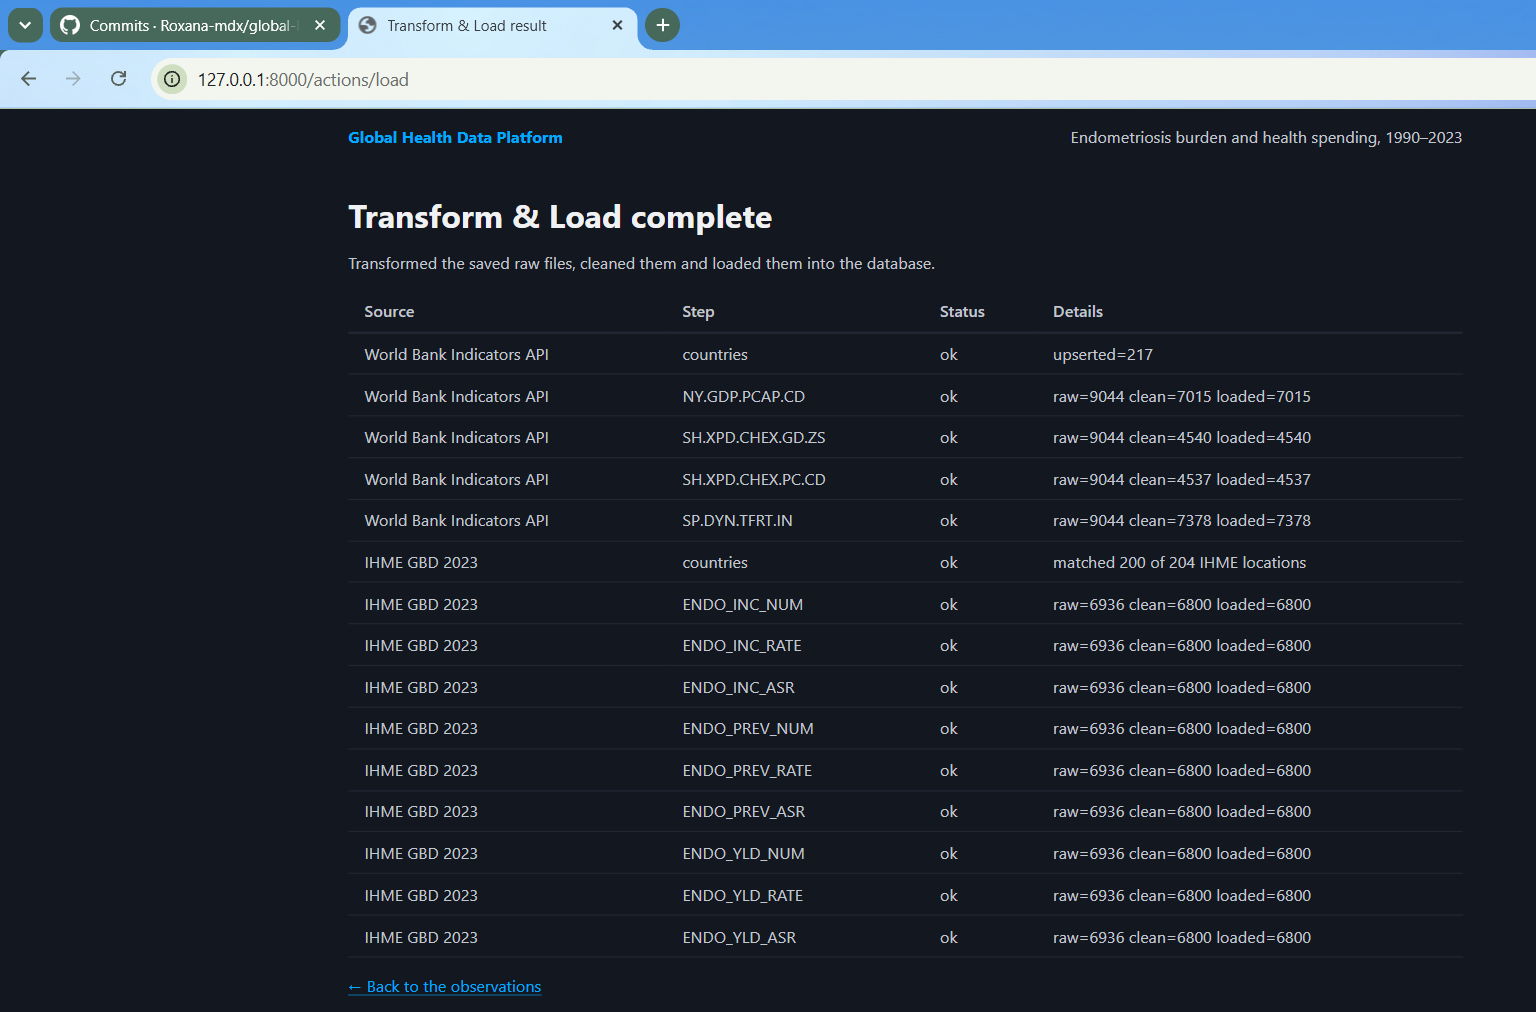 Commits · Roxana-mdx/global-
Transform & Load result
127.0.0.1:8000/actions/load
Global Health Data Platform
Endometriosis burden and health spending, 1990–2023
Transform & Load complete
Transformed the saved raw files, cleaned them and loaded them into the database.
Source Step Status Details
World Bank Indicators API countries ok upserted=217
World Bank Indicators API NY.GDP.PCAP.CD ok raw=9044 clean=7015 loaded=7015
World Bank Indicators API SH.XPD.CHEX.GD.ZS ok raw=9044 clean=4540 loaded=4540
World Bank Indicators API SH.XPD.CHEX.PC.CD ok raw=9044 clean=4537 loaded=4537
World Bank Indicators API SP.DYN.TFRT.IN ok raw=9044 clean=7378 loaded=7378
IHME GBD 2023 countries ok matched 200 of 204 IHME locations
IHME GBD 2023 ENDO_INC_NUM ok raw=6936 clean=6800 loaded=6800
IHME GBD 2023 ENDO_INC_RATE ok raw=6936 clean=6800 loaded=6800
IHME GBD 2023 ENDO_INC_ASR ok raw=6936 clean=6800 loaded=6800
IHME GBD 2023 ENDO_PREV_NUM ok raw=6936 clean=6800 loaded=6800
IHME GBD 2023 ENDO_PREV_RATE ok raw=6936 clean=6800 loaded=6800
IHME GBD 2023 ENDO_PREV_ASR ok raw=6936 clean=6800 loaded=6800
IHME GBD 2023 ENDO_YLD_NUM ok raw=6936 clean=6800 loaded=6800
IHME GBD 2023 ENDO_YLD_RATE ok raw=6936 clean=6800 loaded=6800
IHME GBD 2023 ENDO_YLD_ASR ok raw=6936 clean=6800 loaded=6800
← Back to the observations